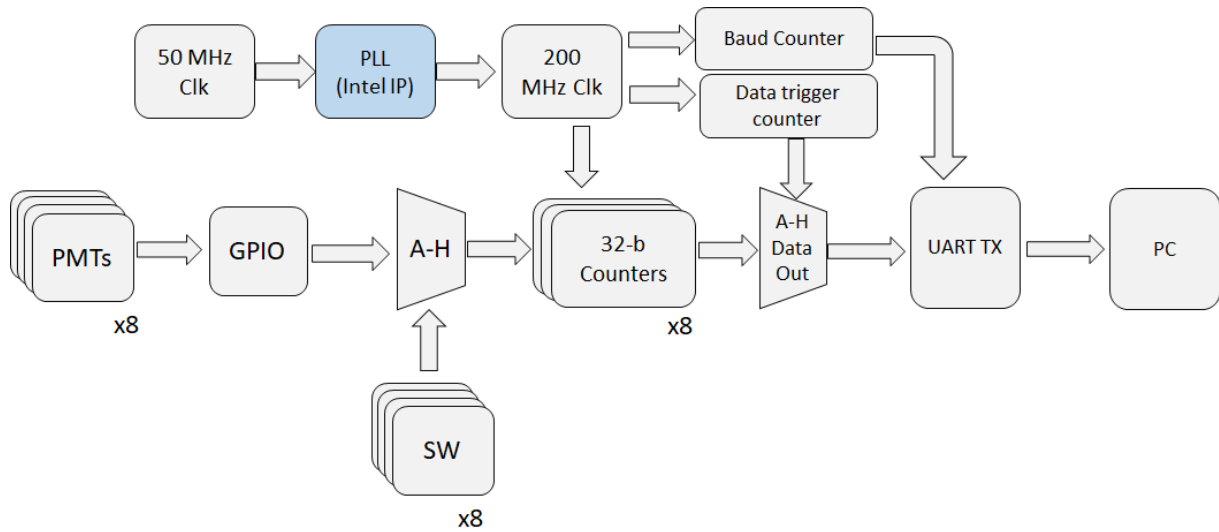 50 MHz
Clk
PLL
(Intel IP)
200
MHz Clk
Baud Counter
Data trigger
counter
PMTs
x8
GPIO
A-H
32-b
Counters
x8
A-H
Data
Out
UART TX
PC
SW
x8